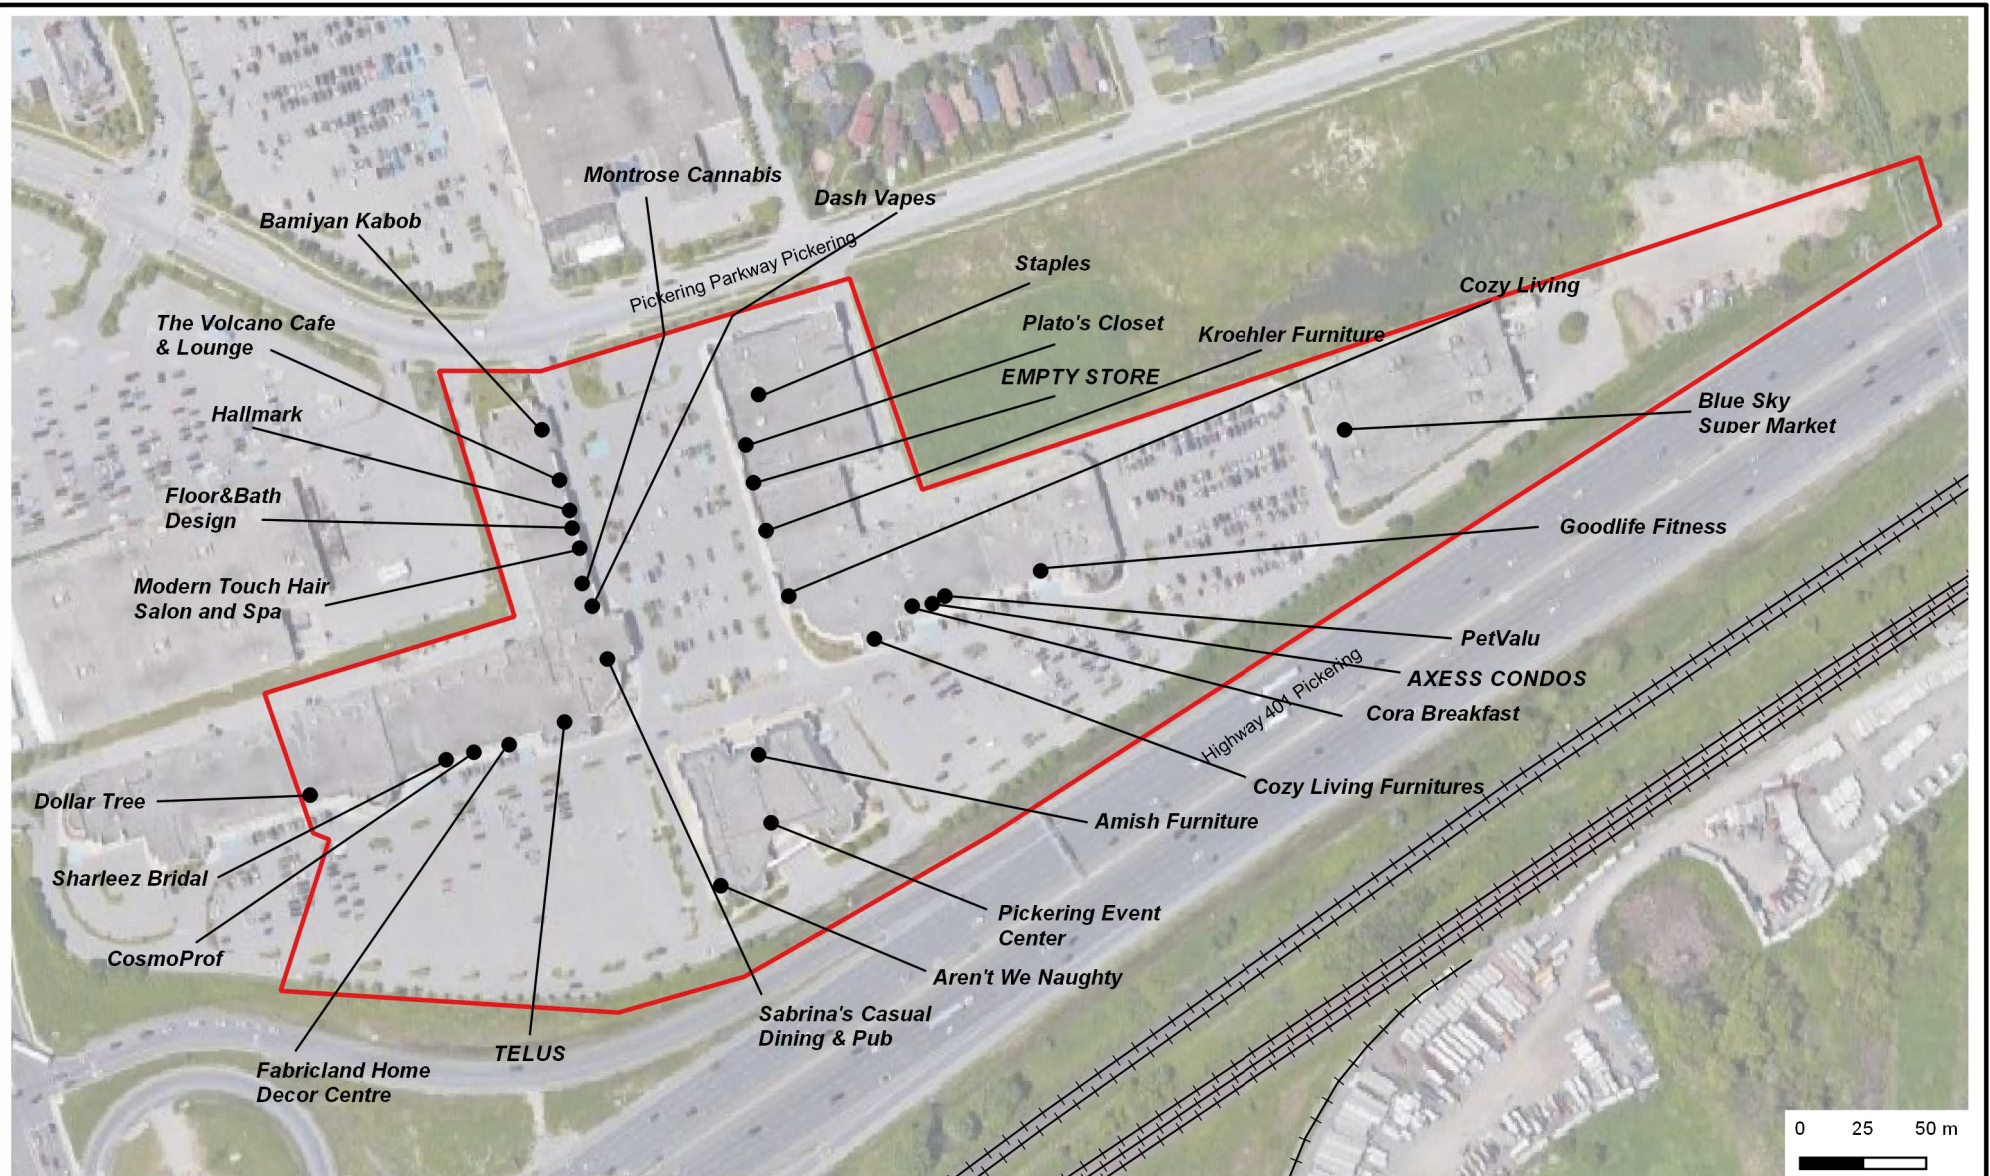 Montrose Cannabis
Dash Vapes
Bamiyan Kabob
Pickering Parkway Pickering
Staples
Cozy Living
The Volcano Cafe
& Lounge
Plato's Closet
Kroehler Furniture
EMPTY STORE
Hallmark
Blue Sky
Super Market
Floor&Bath
Design
Goodlife Fitness
Modern Touch Hair
Salon and Spa
PetValu
AXESS CONDOS
Highway 401 Pickering
Cora Breakfast
Cozy Living Furnitures
Dollar Tree
Amish Furniture
Sharleez Bridal
Pickering Event
Center
CosmoProf
Aren't We Naughty
Sabrina's Casual
Dining & Pub
TELUS
Fabricland Home
Decor Centre
0 25 50 m